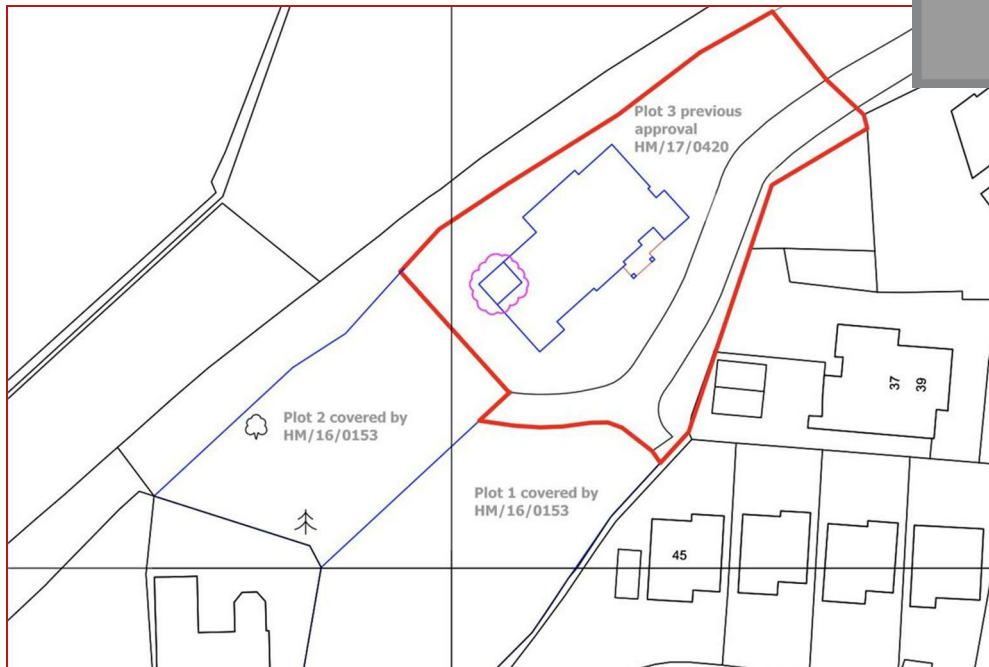 Plot 3 previous
approval
HM/17/0420
Plot 2 covered by
HM/16/0153
Plot 1 covered by
HM/16/0153
37
39
45